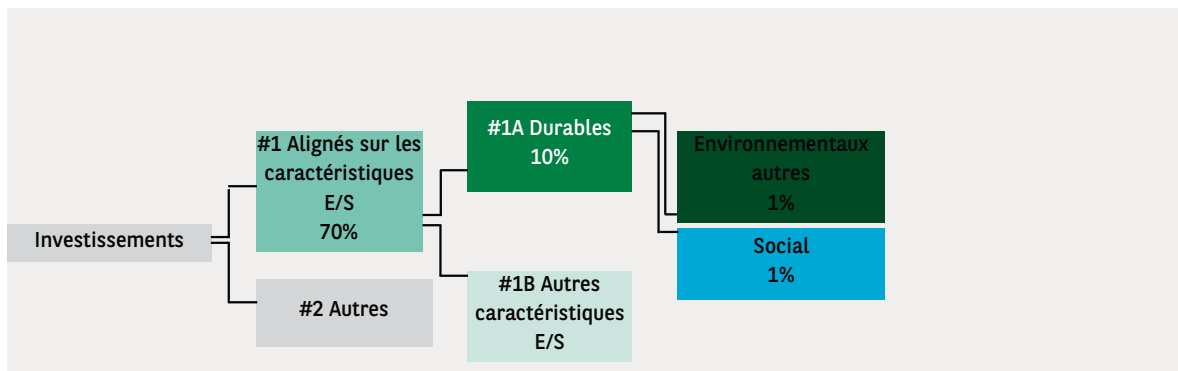 Investissements
#1 Alignés sur les
caractéristiques
E/S
70%
#2 Autres
#1A Durables
10%
#1B Autres
caractéristiques
E/S
Environnementaux
autres
1%
Social
1%